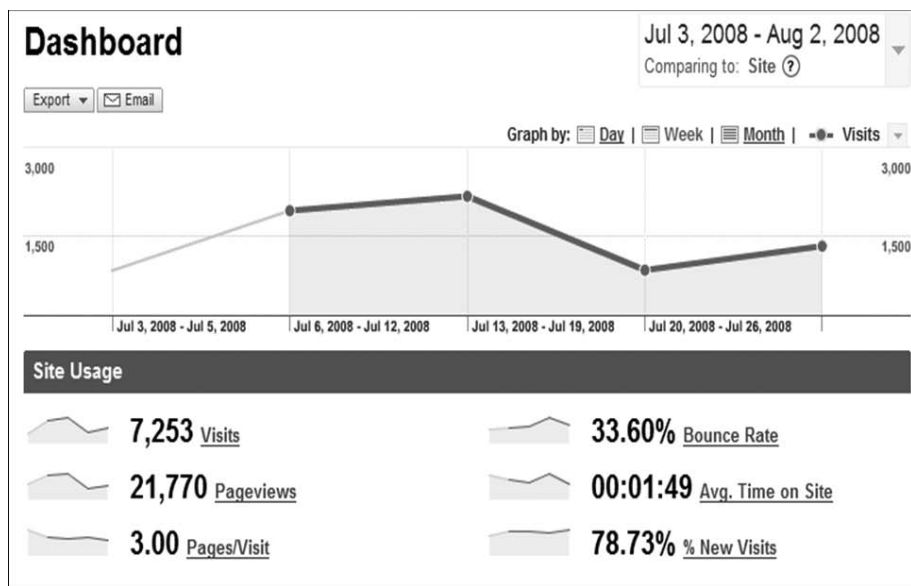 Dashboard
Jul 3, 2008 - Aug 2, 2008
Comparing to: Site ?
Export Email
Graph by: Day | Week | Month | Visits
3,000 3,000
1,500 1,500
Jul 3, 2008 - Jul 5, 2008 Jul 6, 2008 - Jul 12, 2008 Jul 13, 2008 - Jul 19, 2008 Jul 20, 2008 - Jul 26, 2008
Site Usage
7,253 Visits
33.60% Bounce Rate
21,770 Pageviews
00:01:49 Avg. Time on Site
3.00 Pages/Visit
78.73% % New Visits